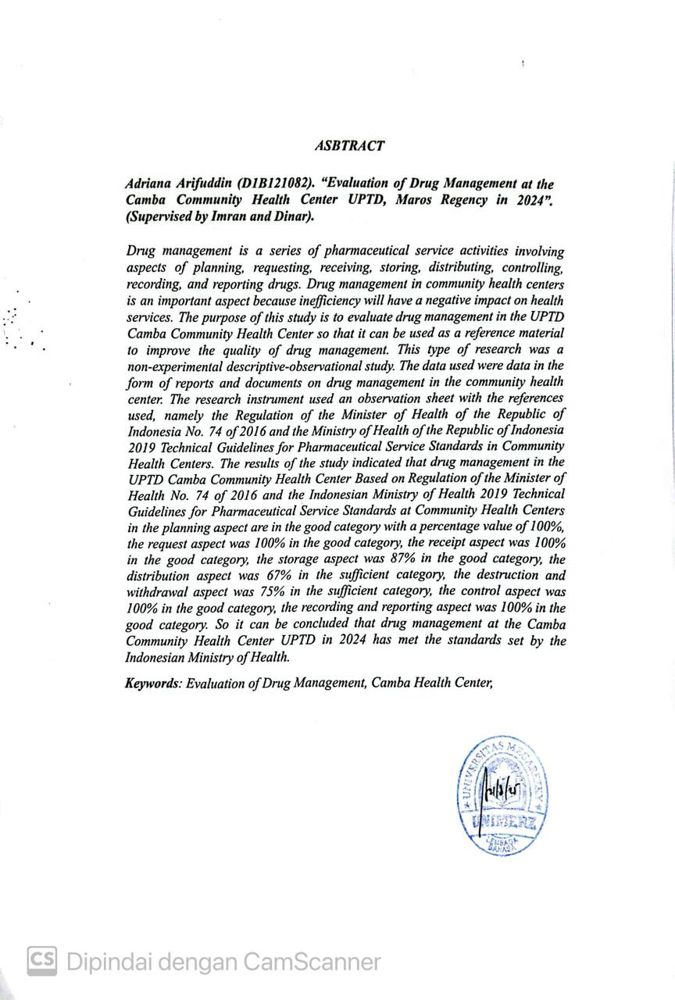 ASBTRACT
Adriana Arifuddin (D1B121082). “Evaluation of Drug Management at the
Camba Community Health Center UPTD, Maros Regency in 2024”.
(Supervised by Imran and Dinar).
Drug management is a series of pharmaceutical service activities involving
aspects of planning, requesting, receiving, storing, distributing, controlling,
recording, and reporting drugs. Drug management in community health centers
is an important aspect because inefficiency will have a negative impact on health
services. The purpose of this study is to evaluate drug management in the UPTD
Camba Community Health Center so that it can be used as a reference material
to improve the quality of drug management. This type of research was a
non-experimental descriptive-observational study. The data used were data in the
form of reports and documents on drug management in the community health
center. The research instrument used an observation sheet with the references
used, namely the Regulation of the Minister of Health of the Republic of
Indonesia No. 74 of 2016 and the Ministry of Health of the Republic of Indonesia
2019 Technical Guidelines for Pharmaceutical Service Standards in Community
Health Centers. The results of the study indicated that drug management in the
UPTD Camba Community Health Center Based on Regulation of the Minister of
Health No. 74 of 2016 and the Indonesian Ministry of Health 2019 Technical
Guidelines for Pharmaceutical Service Standards at Community Health Centers
in the planning aspect are in the good category with a percentage value of 100%,
the request aspect was 100% in the good category, the receipt aspect was 100%
in the good category, the storage aspect was 87% in the good category, the
distribution aspect was 67% in the sufficient category, the destruction and
withdrawal aspect was 75% in the sufficient category, the control aspect was
100% in the good category, the recording and reporting aspect was 100% in the
good category. So it can be concluded that drug management at the Camba
Community Health Center UPTD in 2024 has met the standards set by the
Indonesian Ministry of Health.
Keywords: Evaluation of Drug Management, Camba Health Center,
UNIVERSITAS MEGAREZKY
UNIMERZ
LEMBAGA
BAHASA
CS Dipindai dengan CamScanner